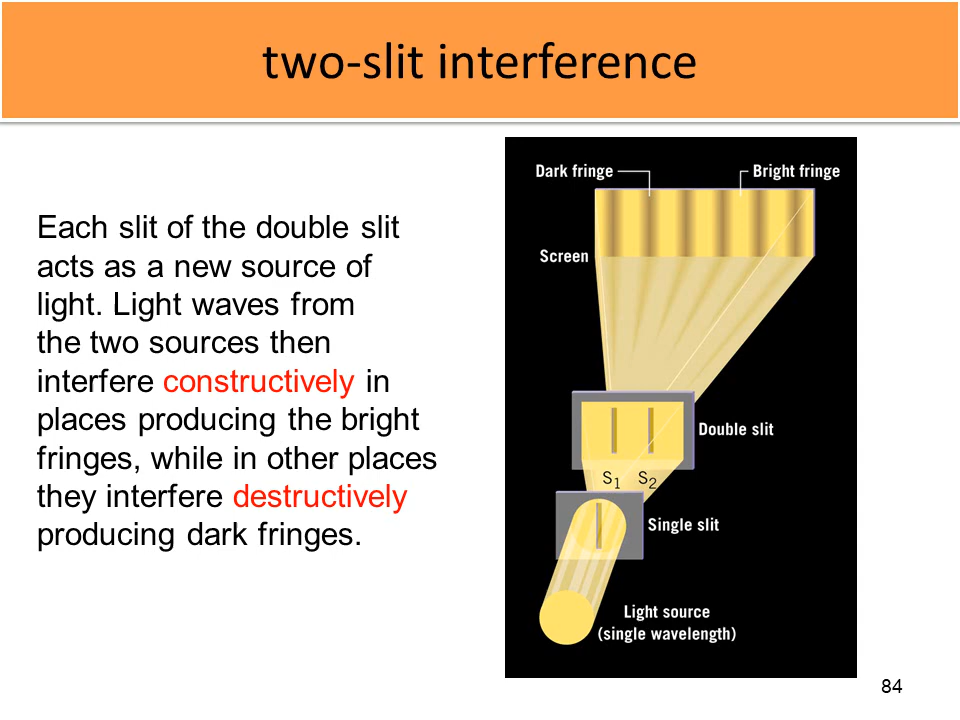 two-slit interference
Each slit of the double slit
acts as a new source of
light. Light waves from
the two sources then
interfere constructively in
places producing the bright
fringes, while in other places
they interfere destructively
producing dark fringes.
Dark fringe
Bright fringe
Screen
Double slit
S1 S2
Single slit
Light source
(single wavelength)
84